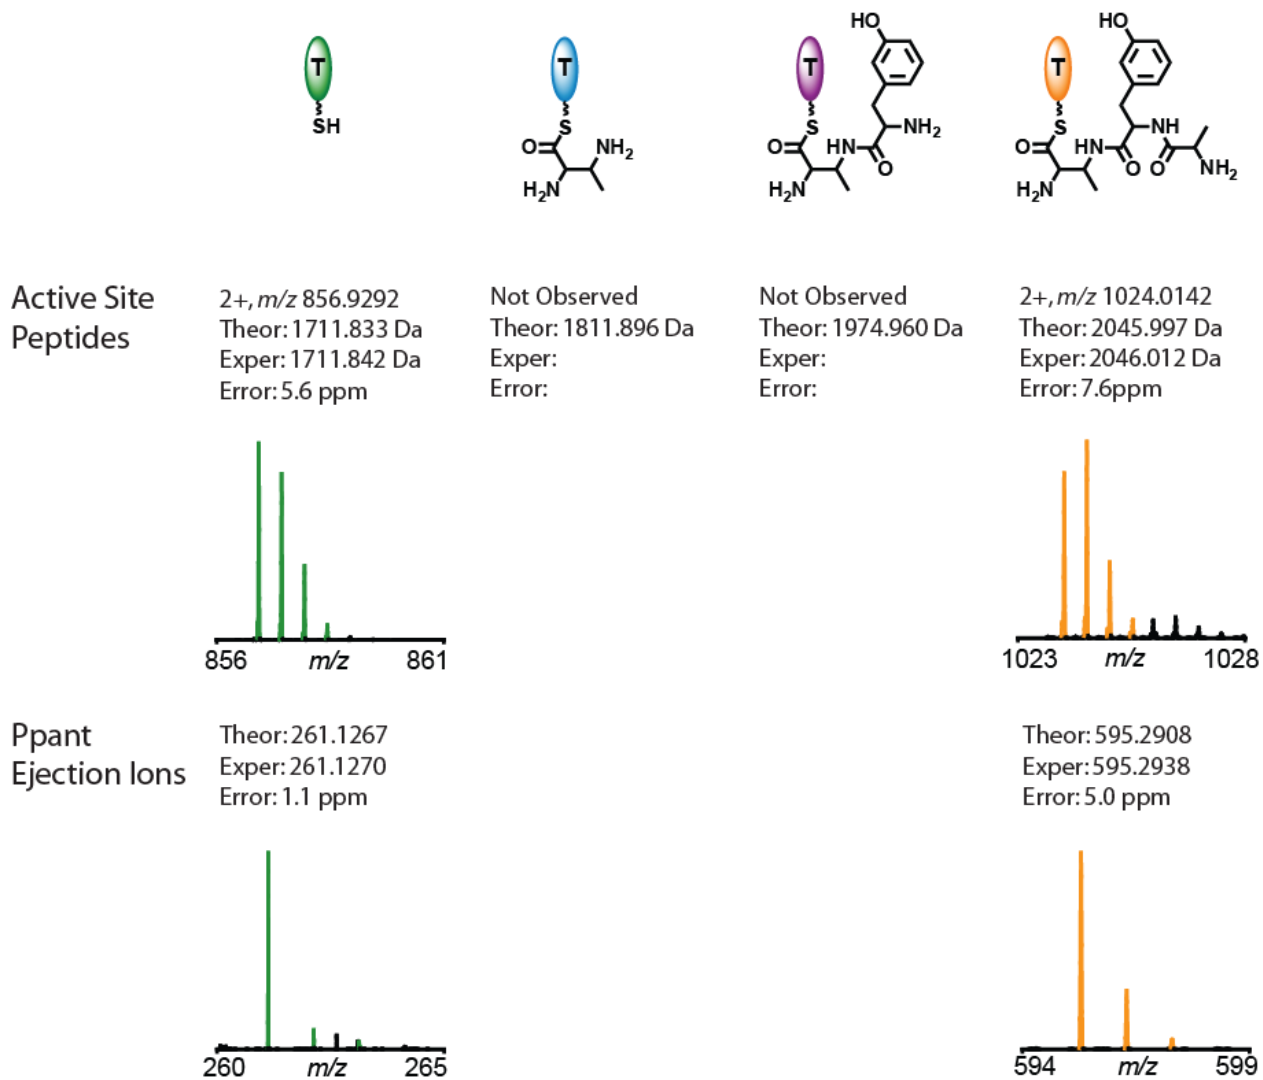 T
SH
T
S
O
NH2
H2N
HO
T
S
O
HN
NH2
H2N
O
HO
T
S
O
HN
NH
H2N
O
O
NH2
Active Site
Peptides
2+, m/z 856.9292
Theor: 1711.833 Da
Exper: 1711.842 Da
Error: 5.6 ppm
Not Observed
Theor: 1811.896 Da
Exper:
Error:
Not Observed
Theor: 1974.960 Da
Exper:
Error:
2+, m/z 1024.0142
Theor: 2045.997 Da
Exper: 2046.012 Da
Error: 7.6ppm
856 m/z 861
1023 m/z 1028
Ppant
Ejection Ions
Theor: 261.1267
Exper: 261.1270
Error: 1.1 ppm
Theor: 595.2908
Exper: 595.2938
Error: 5.0 ppm
260 m/z 265
594 m/z 599